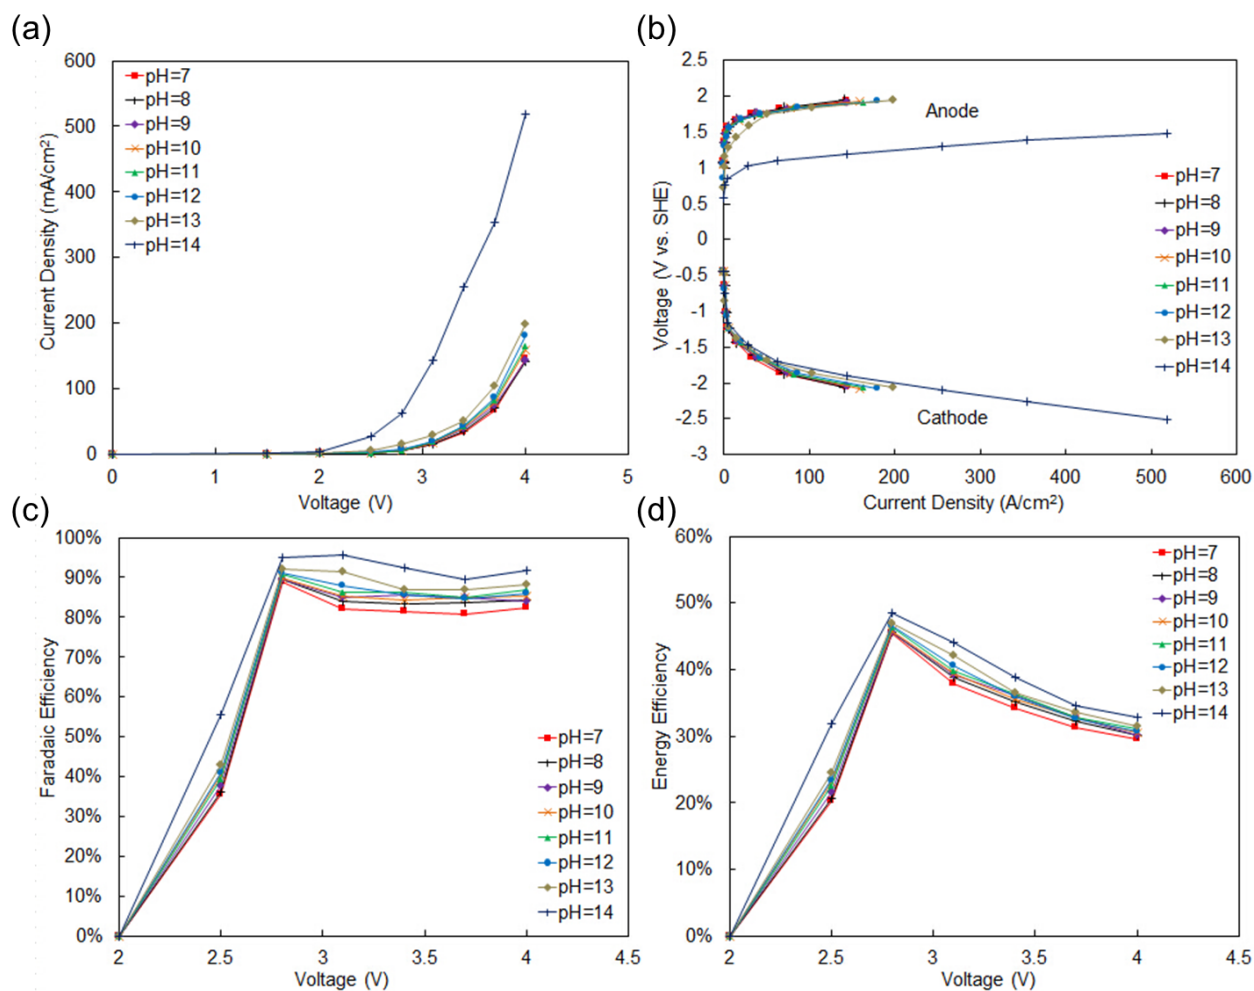 (a)
600
500
400
300
200
100
0
Current Density (mA/cm²)
pH=7
pH=8
pH=9
pH=10
pH=11
pH=12
pH=13
pH=14
0
1
2
3
4
5
Voltage (V)
(b)
2.5
2
1.5
1
0.5
0
-0.5
-1
-1.5
-2
-2.5
-3
Voltage (V vs. SHE)
Anode
Cathode
pH=7
pH=8
pH=9
pH=10
pH=11
pH=12
pH=13
pH=14
0
100
200
300
400
500
600
Current Density (A/cm²)
(c)
100%
90%
80%
70%
60%
50%
40%
30%
20%
10%
0%
Faradaic Efficiency
pH=7
pH=8
pH=9
pH=10
pH=11
pH=12
pH=13
pH=14
2
2.5
3
3.5
4
4.5
Voltage (V)
(d)
60%
50%
40%
30%
20%
10%
0%
Energy Efficiency
pH=7
pH=8
pH=9
pH=10
pH=11
pH=12
pH=13
pH=14
2
2.5
3
3.5
4
4.5
Voltage (V)